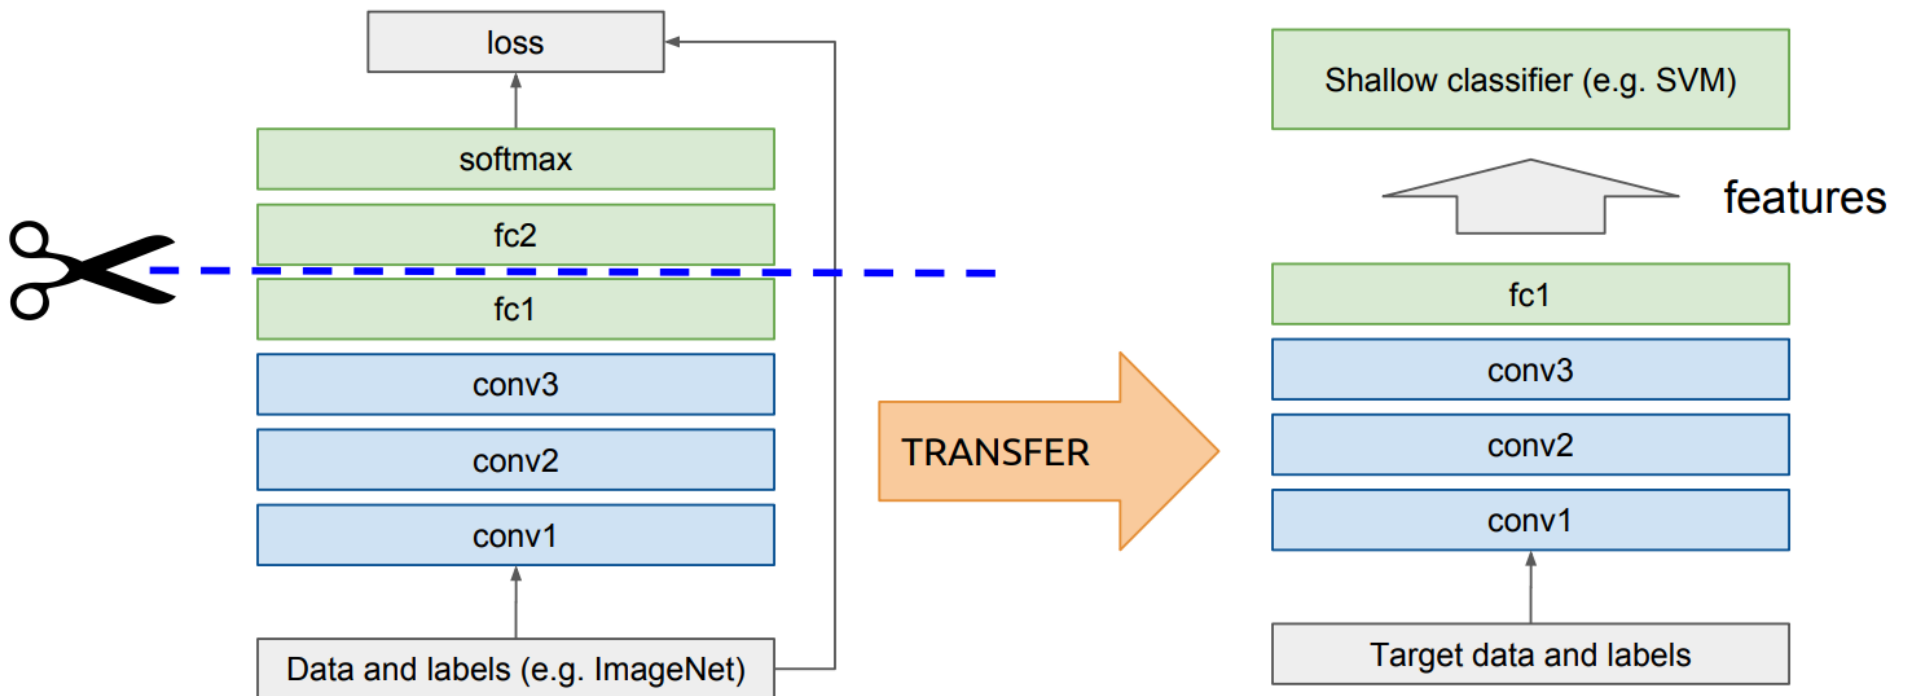 loss
softmax
fc2
fc1
conv3
conv2
conv1
Data and labels (e.g. ImageNet)
TRANSFER
Shallow classifier (e.g. SVM)
features
fc1
conv3
conv2
conv1
Target data and labels